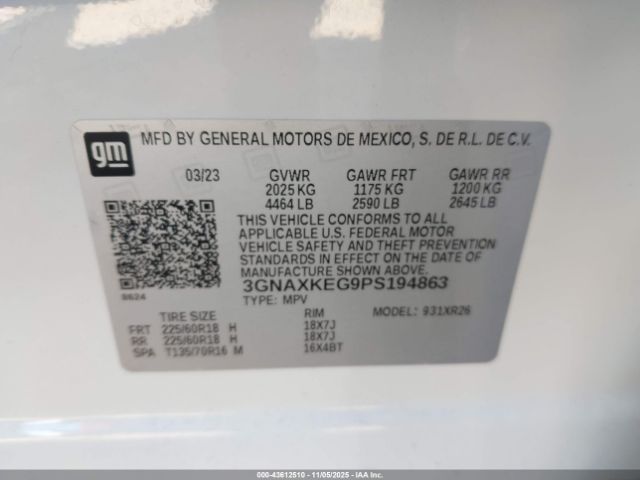 gm
MFD BY GENERAL MOTORS DE MEXICO, S. DE R.L. DE C.V.
03/23 GVWR GAWR FRT GAWR RR
2025 KG 1175 KG 1200 KG
4464 LB 2590 LB 2645 LB
THIS VEHICLE CONFORMS TO ALL
APPLICABLE U.S. FEDERAL MOTOR
VEHICLE SAFETY AND THEFT PREVENTION
STANDARDS IN EFFECT ON THE DATE
OF MANUFACTURE SHOWN ABOVE.
3GNAXKEG9PS194863
8624
TYPE: MPV MODEL: 931XR26
TIRE SIZE RIM
FRT 225/60R18 H 18X7J
RR 225/60R18 H 18X7J
SPA T135/70R16 M 16X4BT
000-43612510 - 11/05/2025 - IAAI.COM